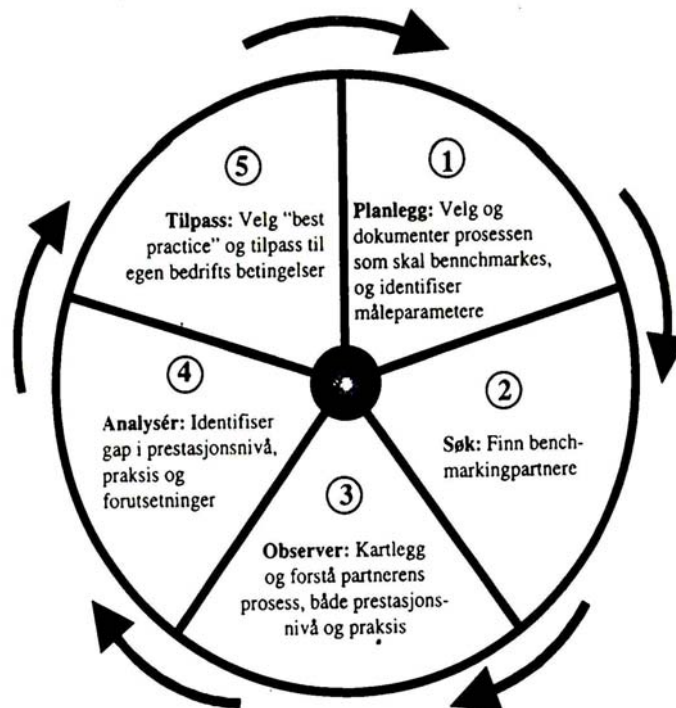 ①
Planlegg: Velg og
dokumenter prosessen
som skal bennchmarkes,
og identifiser
måleparametere
②
Søk: Finn bench-
markingpartnere
③
Observer: Kartlegg
og forstå partnerens
prosess, både prestasjons-
nivå og praksis
④
Analysér: Identifiser
gap i prestasjonsnivå,
praksis og
forutsetninger
⑤
Tilpass: Velg "best
practice" og tilpass til
egen bedrifts betingelser